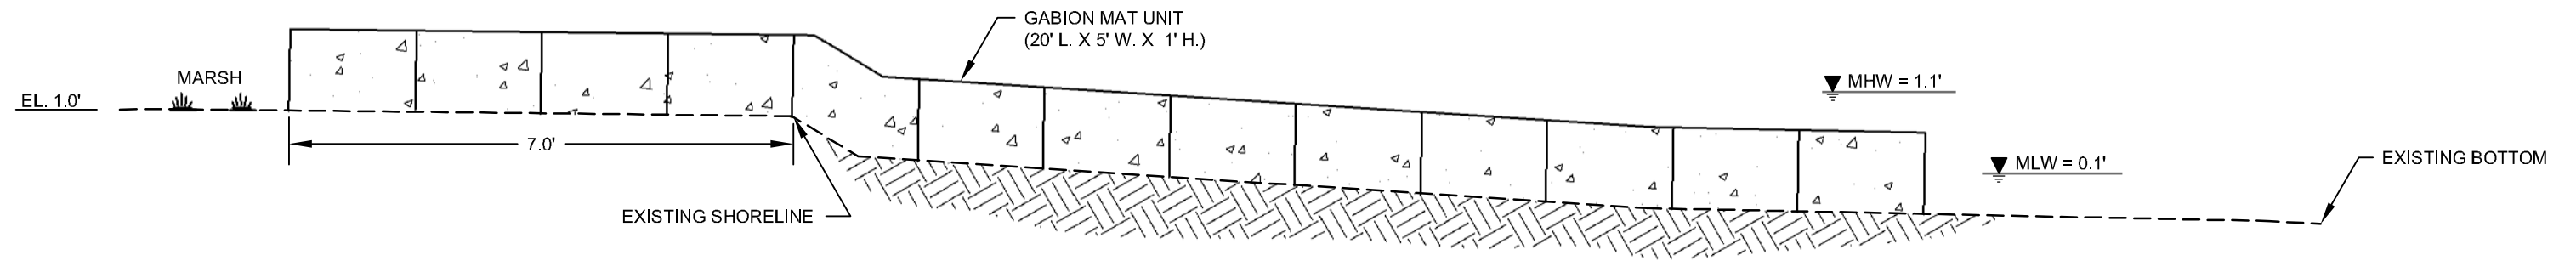 GABION MAT UNIT
(20' L. X 5' W. X 1' H.)
MARSH
MHW = 1.1'
EL. 1.0'
7.0'
MLW = 0.1'
EXISTING BOTTOM
EXISTING SHORELINE